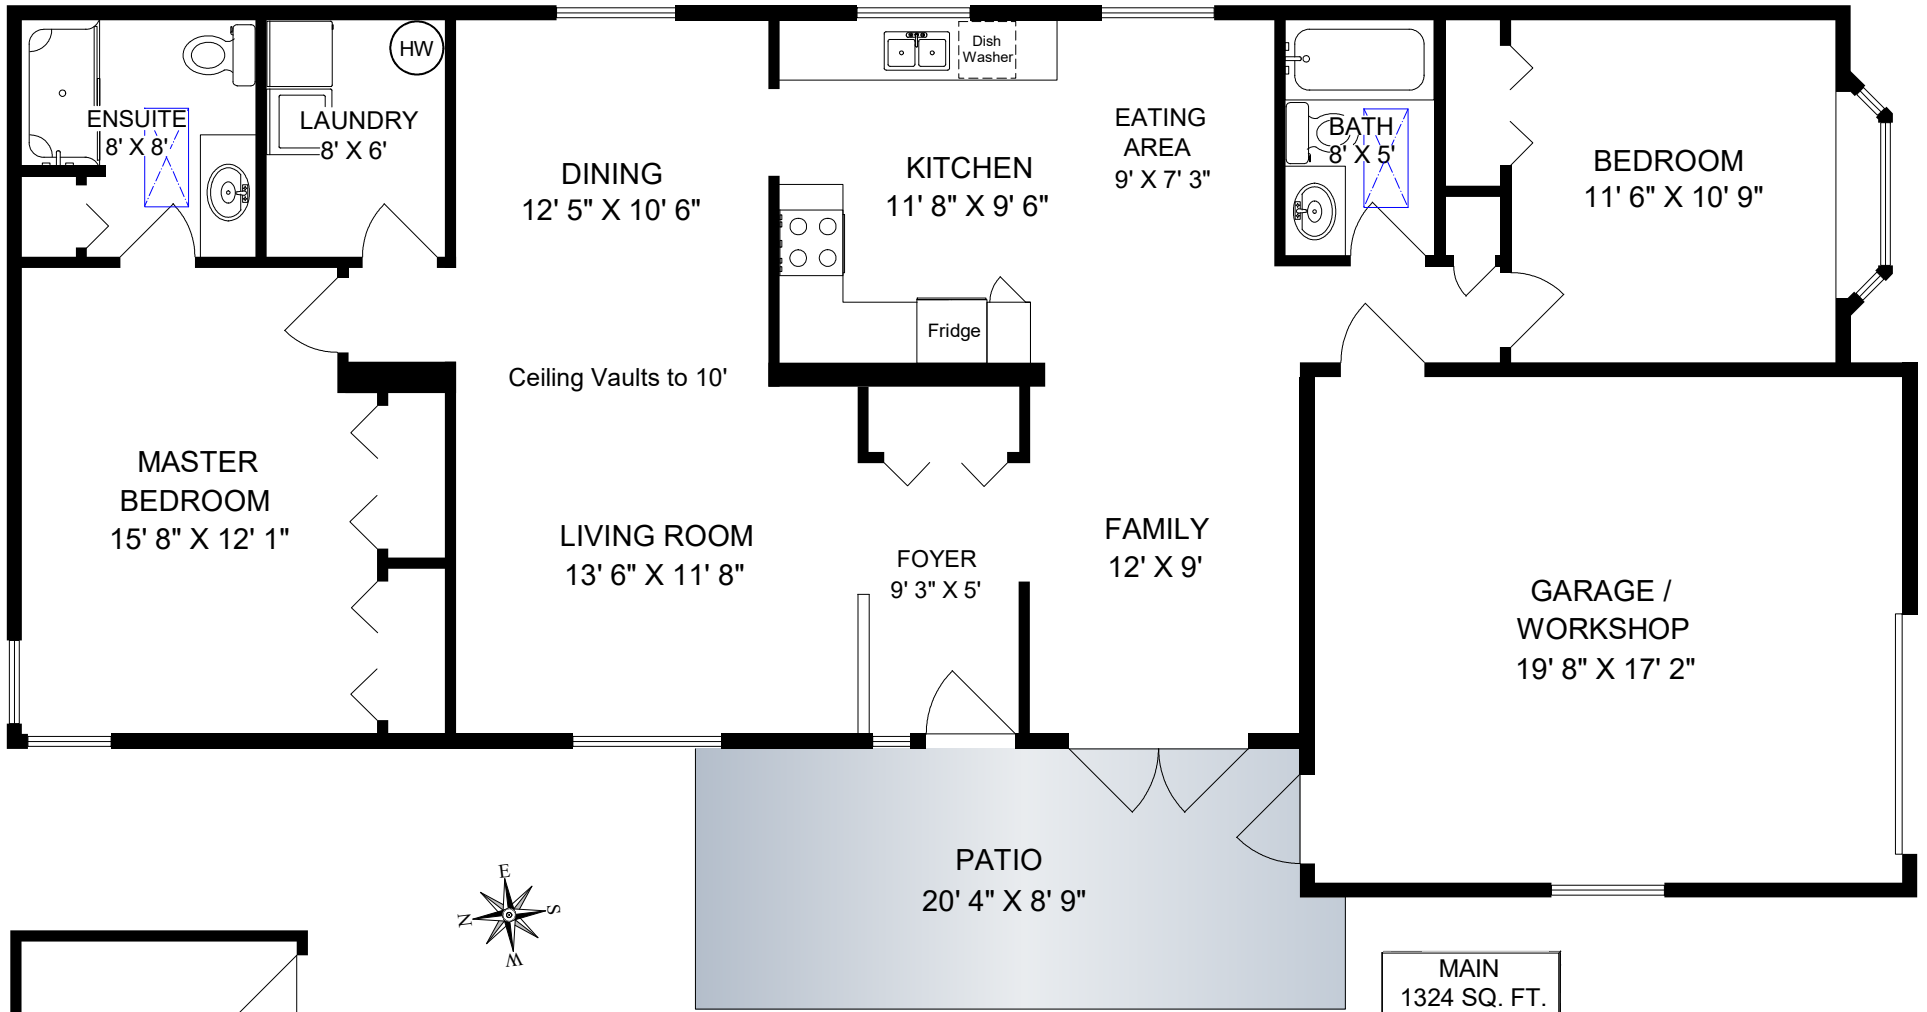 HW
Dish
Washer
ENSUITE
8' X 8'
LAUNDRY
8' X 6'
DINING
12' 5" X 10' 6"
KITCHEN
11' 8" X 9' 6"
EATING
AREA
9' X 7' 3"
BATH
8' X 5'
BEDROOM
11' 6" X 10' 9"
Fridge
Ceiling Vaults to 10'
MASTER
BEDROOM
15' 8" X 12' 1"
LIVING ROOM
13' 6" X 11' 8"
FOYER
9' 3" X 5'
FAMILY
12' X 9'
GARAGE /
WORKSHOP
19' 8" X 17' 2"
PATIO
20' 4" X 8' 9"
E
N
S
W
MAIN
1324 SQ. FT.